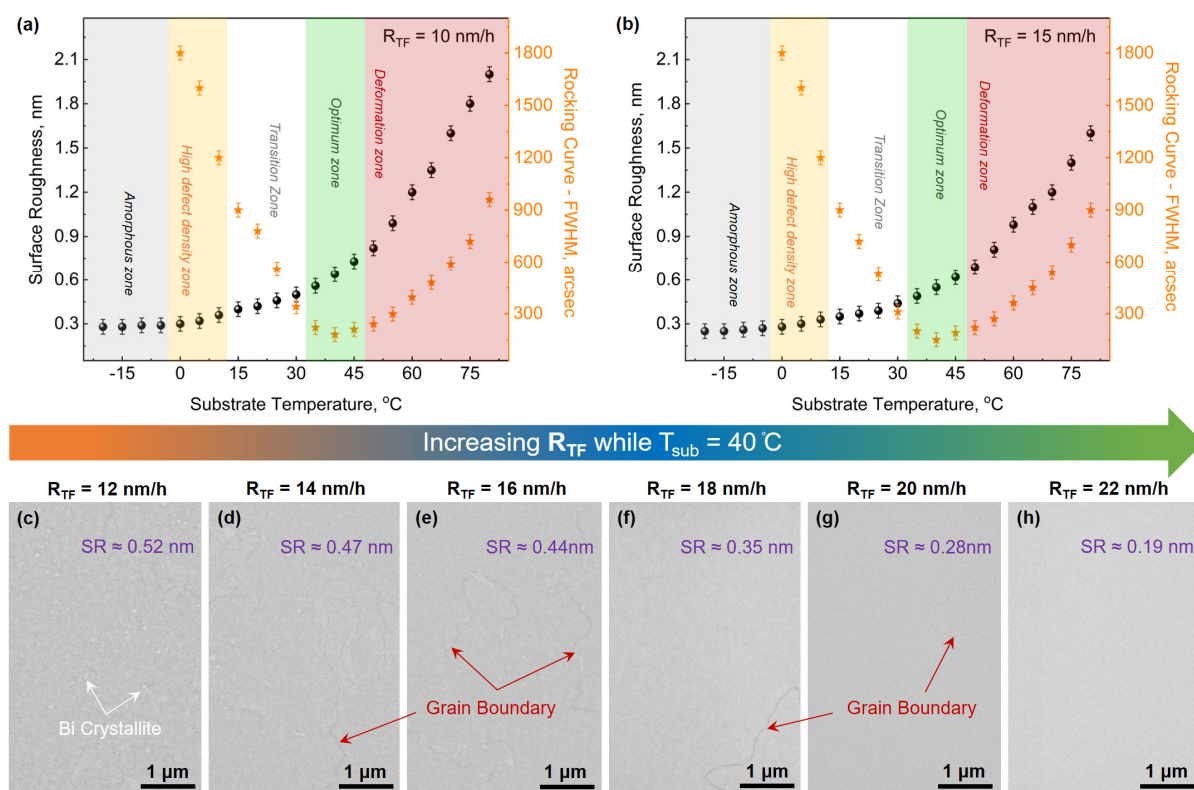 (a)
R_TF = 10 nm/h
2.1
1.8
1.5
1.2
0.9
0.6
0.3
Surface Roughness, nm
Amorphous zone
High defect density zone
Transition Zone
Optimum zone
Deformation zone
1800
1500
1200
900
600
300
Rocking Curve - FWHM, arcsec
-15 0 15 30 45 60 75
Substrate Temperature, °C
(b)
R_TF = 15 nm/h
2.1
1.8
1.5
1.2
0.9
0.6
0.3
Surface Roughness, nm
Amorphous zone
High defect density zone
Transition Zone
Optimum zone
Deformation zone
1800
1500
1200
900
600
300
Rocking Curve - FWHM, arcsec
-15 0 15 30 45 60 75
Substrate Temperature, °C
Increasing R_TF while T_sub = 40 ℃
R_TF = 12 nm/h
(c)
SR ≈ 0.52 nm
Bi Crystallite
1 µm
R_TF = 14 nm/h
(d)
SR ≈ 0.47 nm
1 µm
R_TF = 16 nm/h
(e)
SR ≈ 0.44nm
Grain Boundary
1 µm
R_TF = 18 nm/h
(f)
SR ≈ 0.35 nm
1 µm
R_TF = 20 nm/h
(g)
SR ≈ 0.28nm
Grain Boundary
1 µm
R_TF = 22 nm/h
(h)
SR ≈ 0.19 nm
1 µm